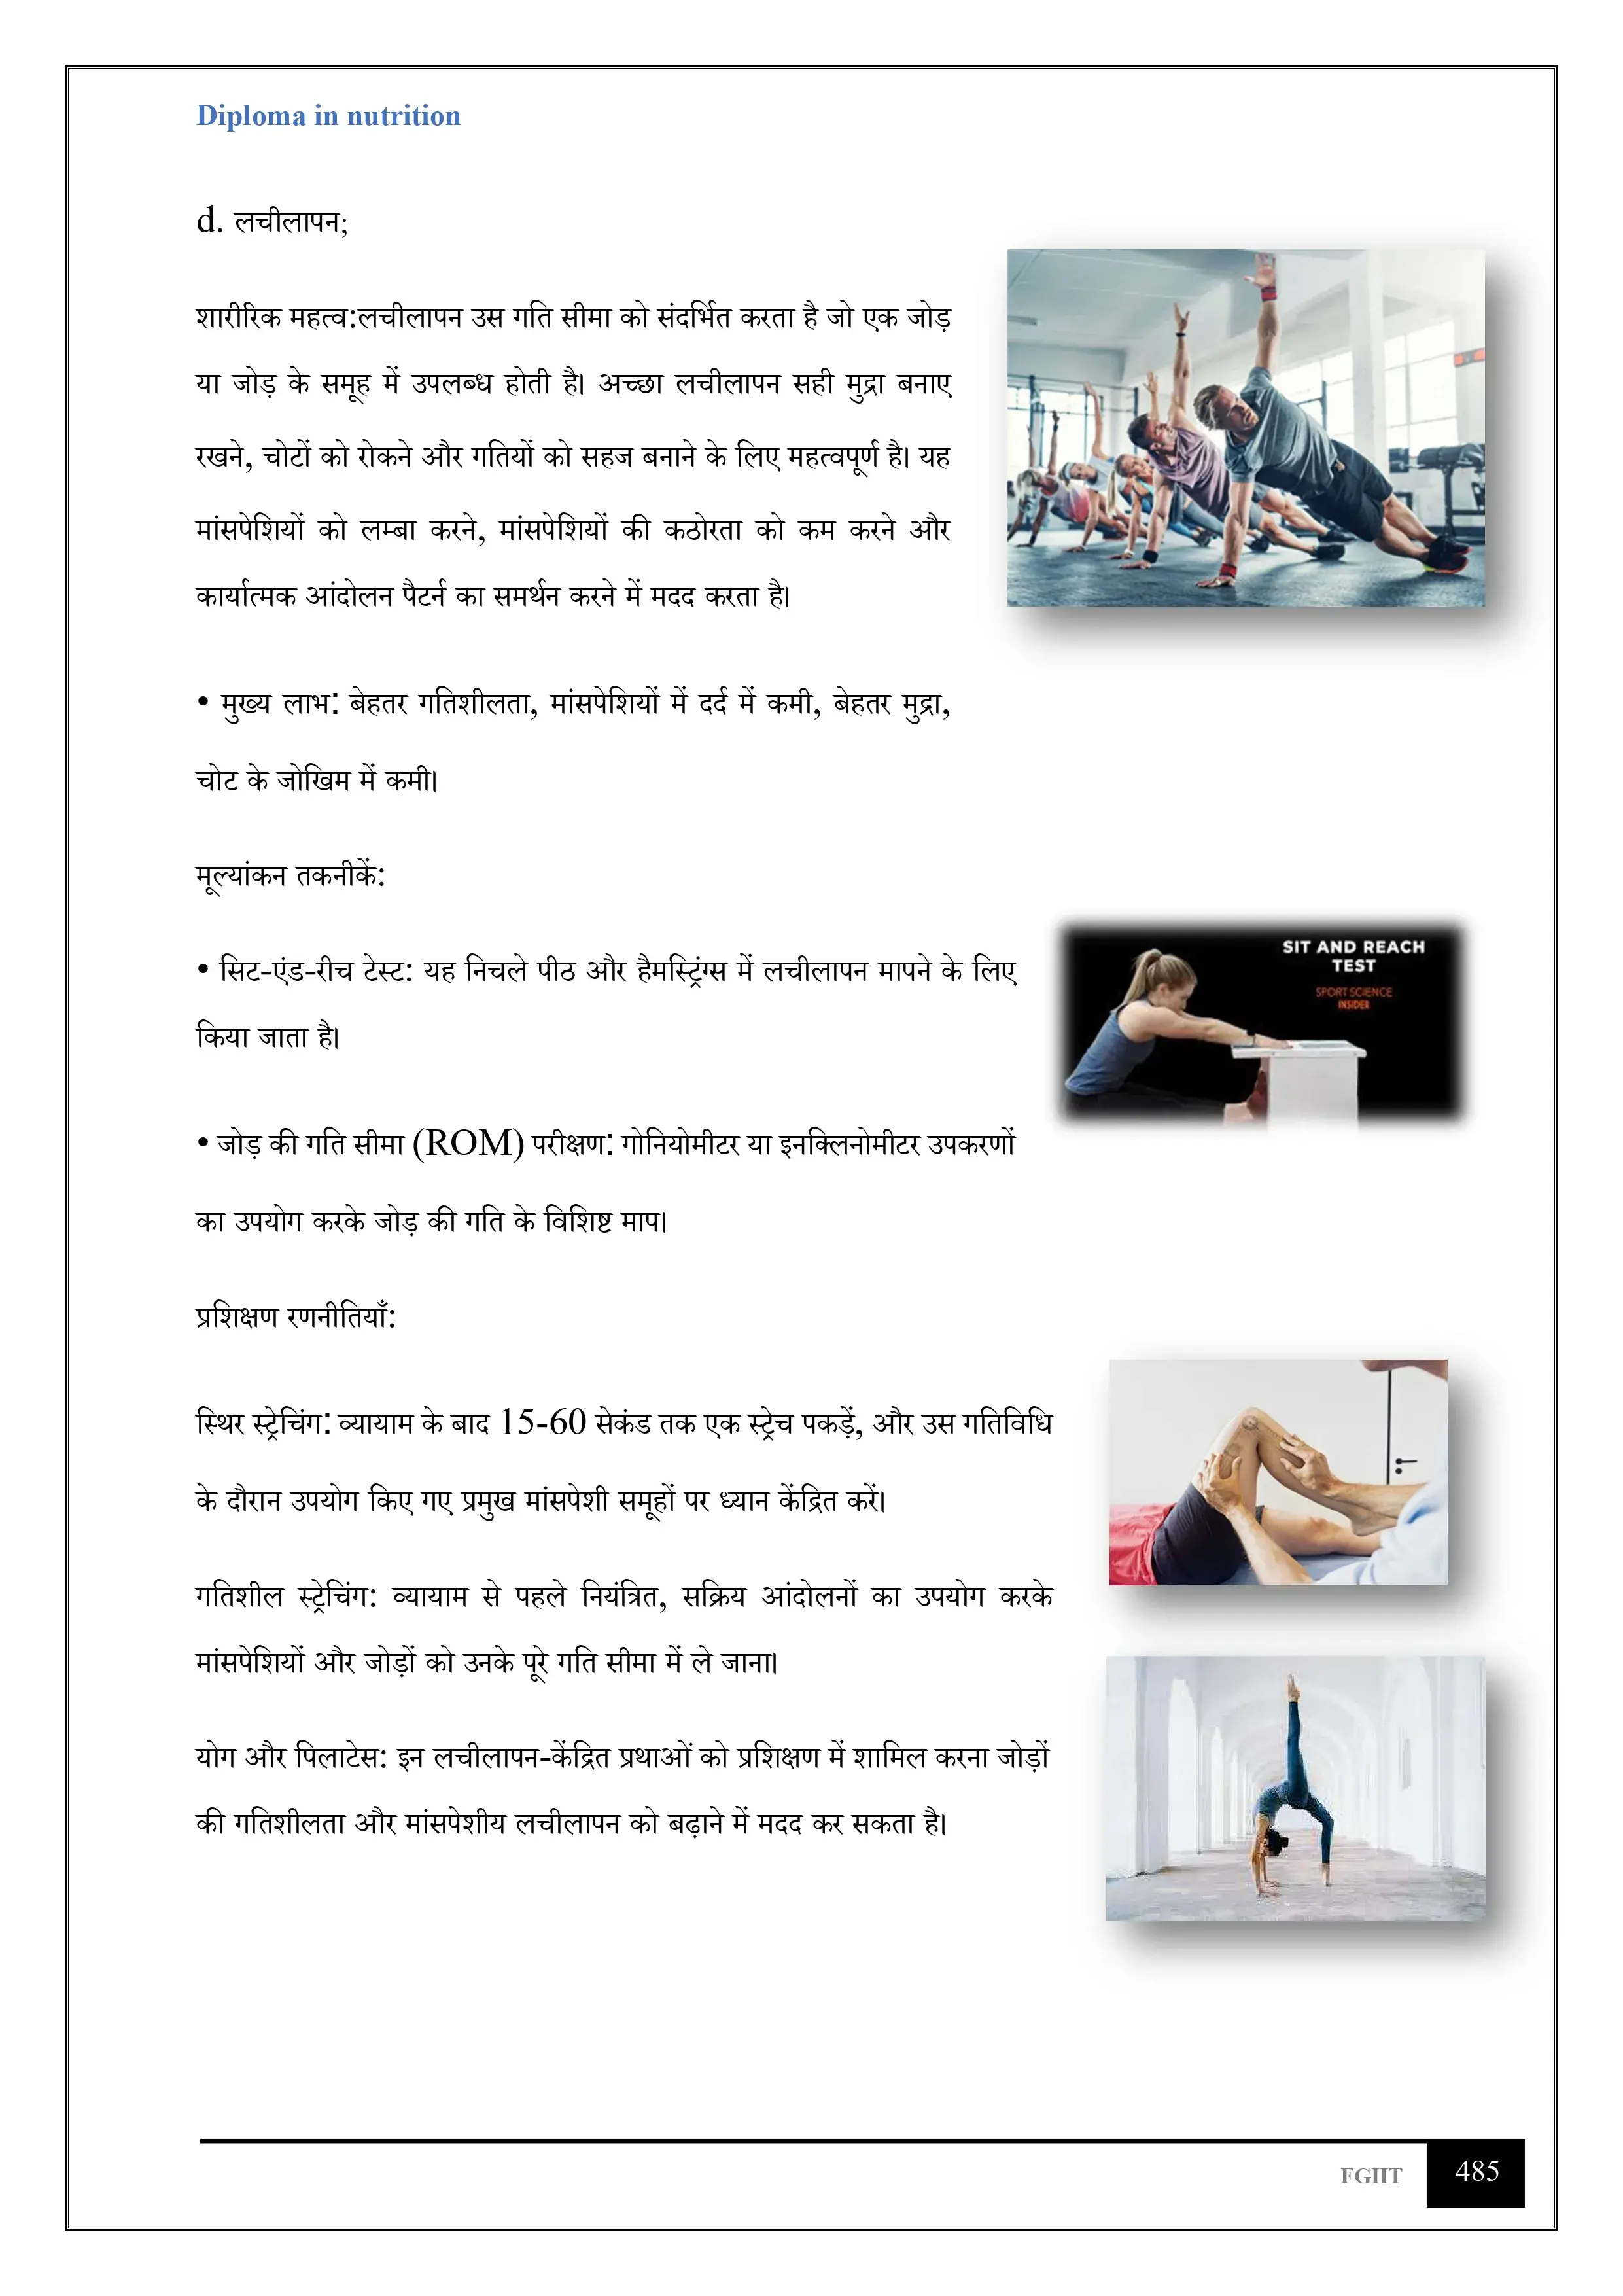 Diploma in nutrition
d. लचीलापन;
शारीरिक महत्व:लचीलापन उस गति सीमा को संदर्भित करता है जो एक जोड़
या जोड़ के समूह में उपलब्ध होती है। अच्छा लचीलापन सही मुद्रा बनाए
रखने, चोटों को रोकने और गतियों को सहज बनाने के लिए महत्वपूर्ण है। यह
मांसपेशियों को लम्बा करने, मांसपेशियों की कठोरता को कम करने और
कार्यात्मक आंदोलन पैटर्न का समर्थन करने में मदद करता है।
• मुख्य लाभ: बेहतर गतिशीलता, मांसपेशियों में दर्द में कमी, बेहतर मुद्रा,
चोट के जोखिम में कमी।
मूल्यांकन तकनीकें:
• सिट-एंड-रीच टेस्ट: यह निचले पीठ और हैमस्ट्रिंग्स में लचीलापन मापने के लिए
किया जाता है।
SIT AND REACH
TEST
SPORT SCIENCE
INSIDER
• जोड़ की गति सीमा (ROM) परीक्षण: गोनियोमीटर या इनक्लिनोमीटर उपकरणों
का उपयोग करके जोड़ की गति के विशिष्ट माप।
प्रशिक्षण रणनीतियाँ:
स्थिर स्ट्रेचिंग: व्यायाम के बाद 15-60 सेकंड तक एक स्ट्रेच पकड़ें, और उस गतिविधि
के दौरान उपयोग किए गए प्रमुख मांसपेशी समूहों पर ध्यान केंद्रित करें।
गतिशील स्ट्रेचिंग: व्यायाम से पहले नियंत्रित, सक्रिय आंदोलनों का उपयोग करके
मांसपेशियों और जोड़ों को उनके पूरे गति सीमा में ले जाना।
योग और पिलाटेस: इन लचीलापन-केंद्रित प्रथाओं को प्रशिक्षण में शामिल करना जोड़ों
की गतिशीलता और मांसपेशीय लचीलापन को बढ़ाने में मदद कर सकता है।
FGIIT 485